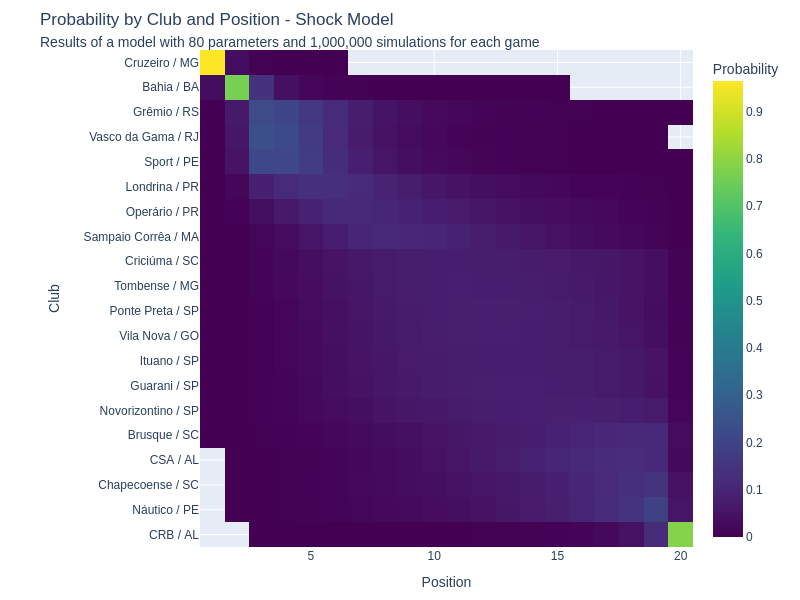 Probability by Club and Position - Shock Model
Results of a model with 80 parameters and 1,000,000 simulations for each game
Probability
Cruzeiro / MG
Bahia / BA
Grêmio / RS
Vasco da Gama / RJ
Sport / PE
Londrina / PR
Operário / PR
Sampaio Corrêa / MA
Criciúma / SC
Tombense / MG
Ponte Preta / SP
Vila Nova / GO
Ituano / SP
Guarani / SP
Novorizontino / SP
Brusque / SC
CSA / AL
Chapecoense / SC
Náutico / PE
CRB / AL
Club
5
10
15
20
Position
0.9
0.8
0.7
0.6
0.5
0.4
0.3
0.2
0.1
0